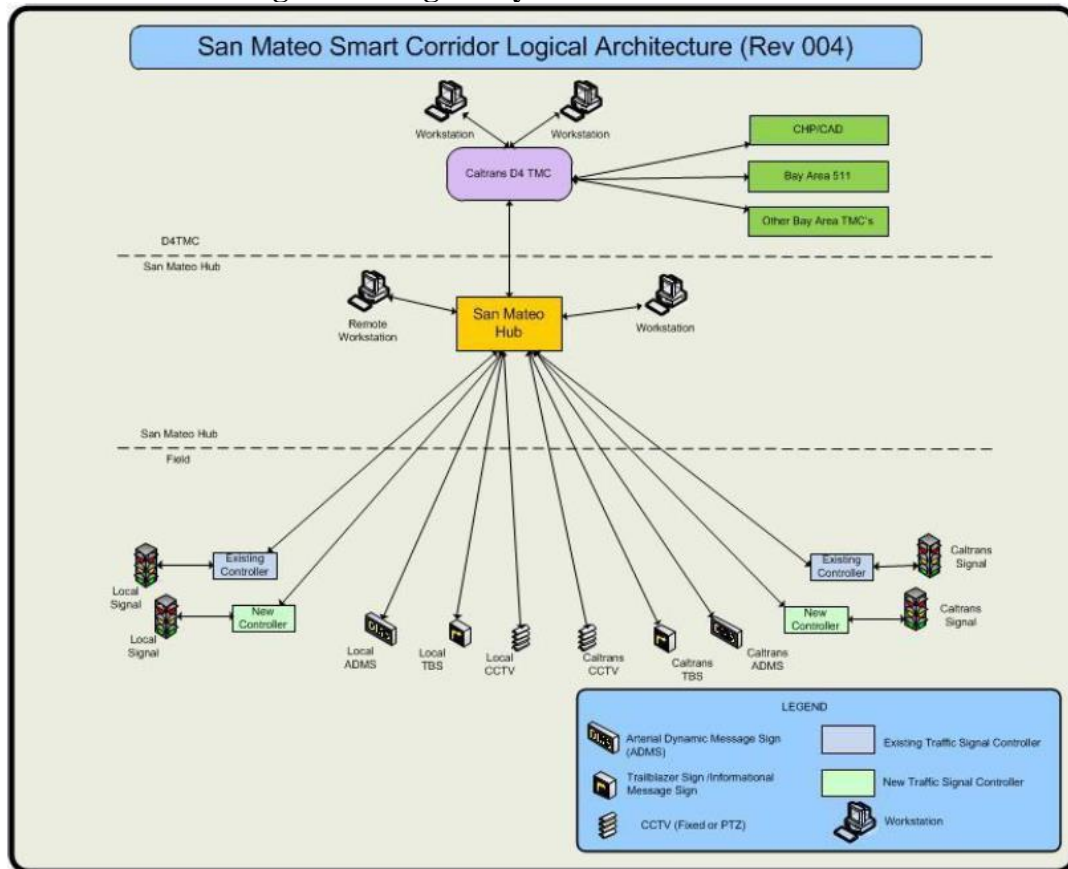 San Mateo Smart Corridor Logical Architecture (Rev 004)
Workstation
Workstation
CHP/CAD
Caltrans D4 TMC
Bay Area 511
Other Bay Area TMC's
D4TMC
San Mateo Hub
Remote
Workstation
San Mateo
Hub
Workstation
San Mateo Hub
Field
Local
Signal
Existing
Controller
Existing
Controller
Caltrans
Signal
Local
Signal
New
Controller
New
Controller
Caltrans
Signal
Local
ADMS
Local
TBS
Local
CCTV
Caltrans
CCTV
Caltrans
TBS
Caltrans
ADMS
LEGEND
Arterial Dynamic Message Sign
(ADMS)
Existing Traffic Signal Controller
Trailblazer Sign /Informational
Message Sign
New Traffic Signal Controller
CCTV (Fixed or PTZ)
Workstation